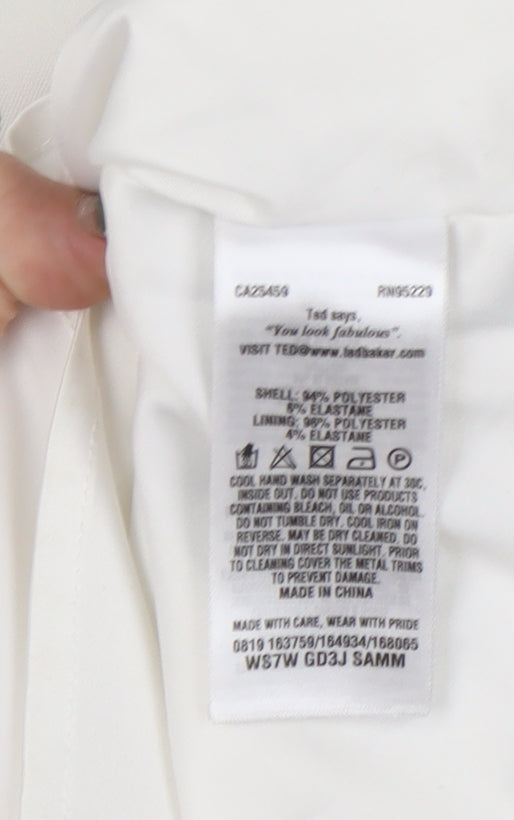 CA25459 RN95229
Ted says,
"You look fabulous".
VISIT TED@www.tedbaker.com
SHELL: 94% POLYESTER
6% ELASTANE
LINING: 96% POLYESTER
4% ELASTANE
P
COOL HAND WASH SEPARATELY AT 30C,
INSIDE OUT. DO NOT USE PRODUCTS
CONTAINING BLEACH, OIL OR ALCOHOL.
DO NOT TUMBLE DRY. COOL IRON ON
REVERSE. MAY BE DRY CLEANED. DO
NOT DRY IN DIRECT SUNLIGHT. PRIOR
TO CLEANING COVER THE METAL TRIMS
TO PREVENT DAMAGE.
MADE IN CHINA
MADE WITH CARE, WEAR WITH PRIDE
0819 163759/164934/168065
WS7W GD3J SAMM